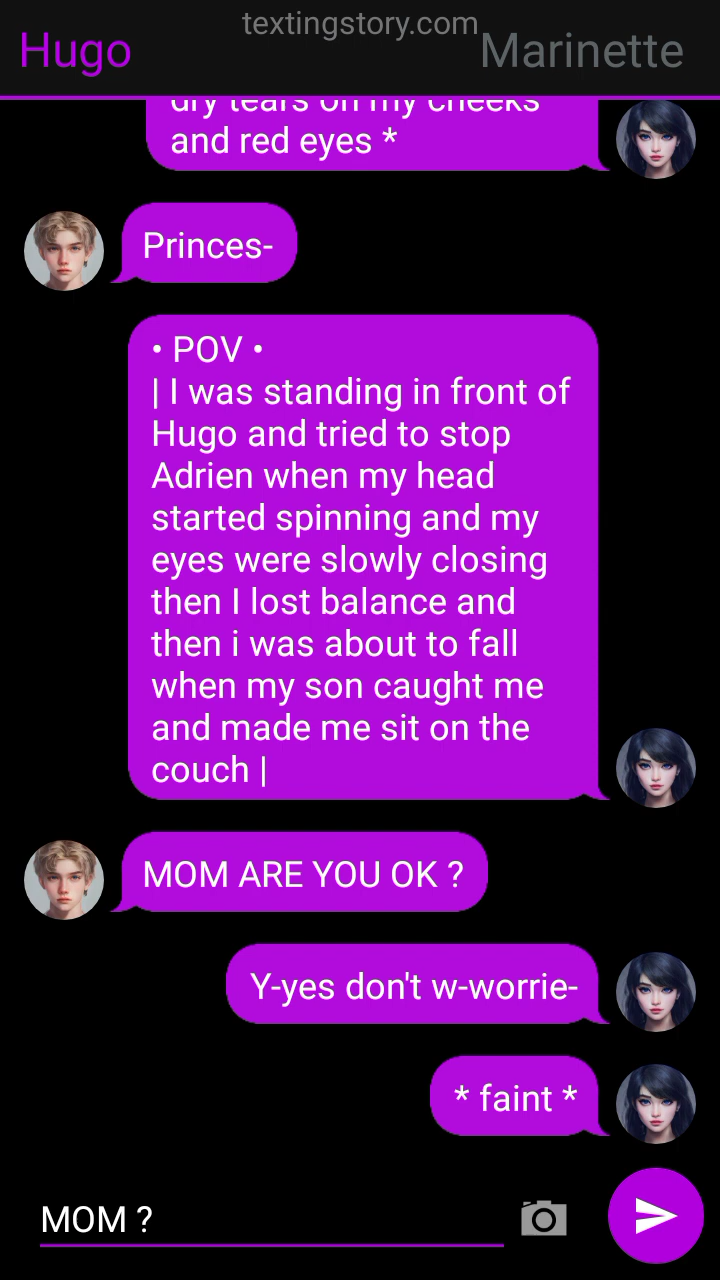 textingstory.com
Hugo
Marinette
dry tears on my cheeks
and red eyes *
Princes-
• POV •
| I was standing in front of
Hugo and tried to stop
Adrien when my head
started spinning and my
eyes were slowly closing
then I lost balance and
then i was about to fall
when my son caught me
and made me sit on the
couch |
MOM ARE YOU OK ?
Y-yes don't w-worrie-
* faint *
MOM ?